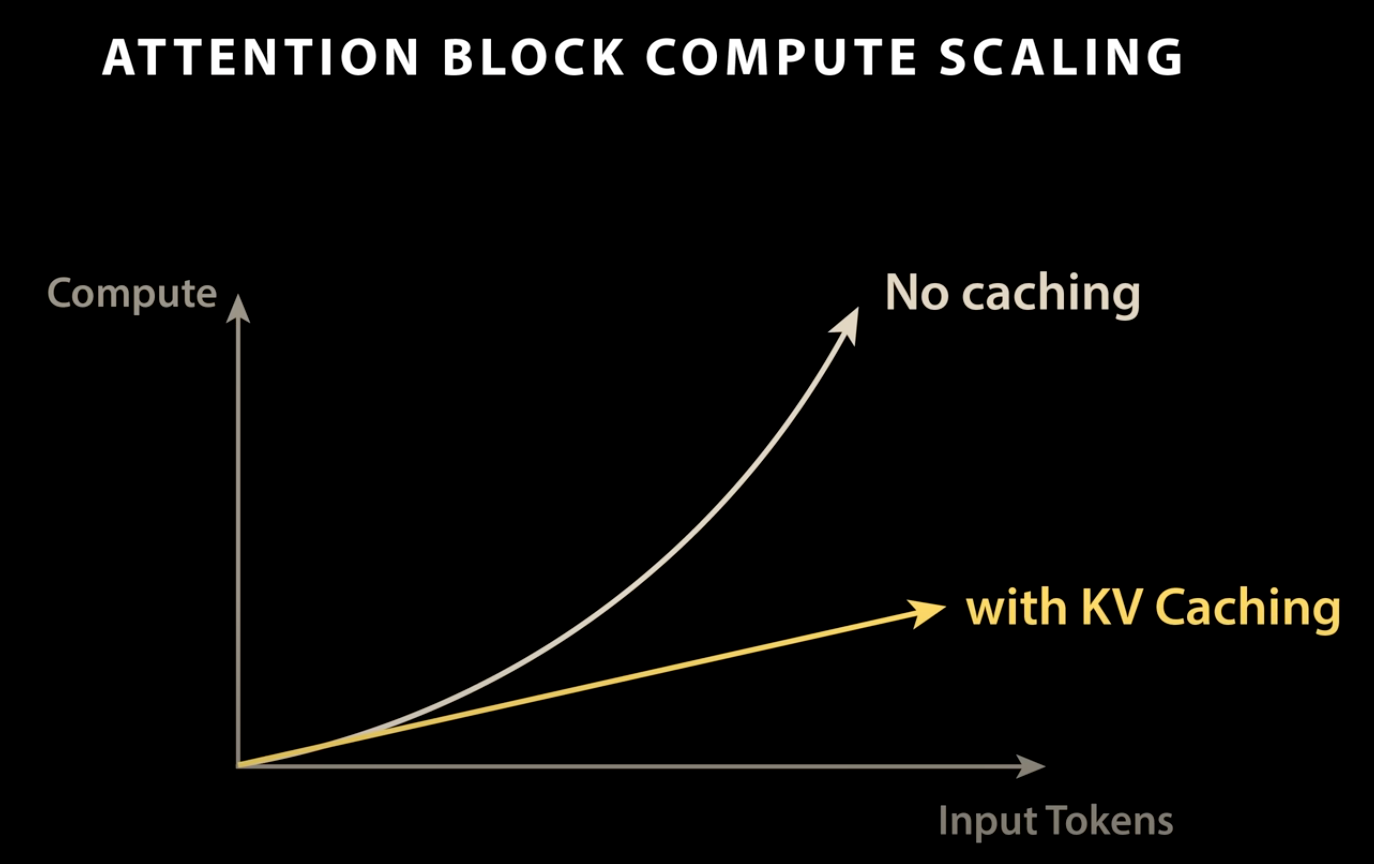 ATTENTION BLOCK COMPUTE SCALING
Compute
No caching
with KV Caching
Input Tokens